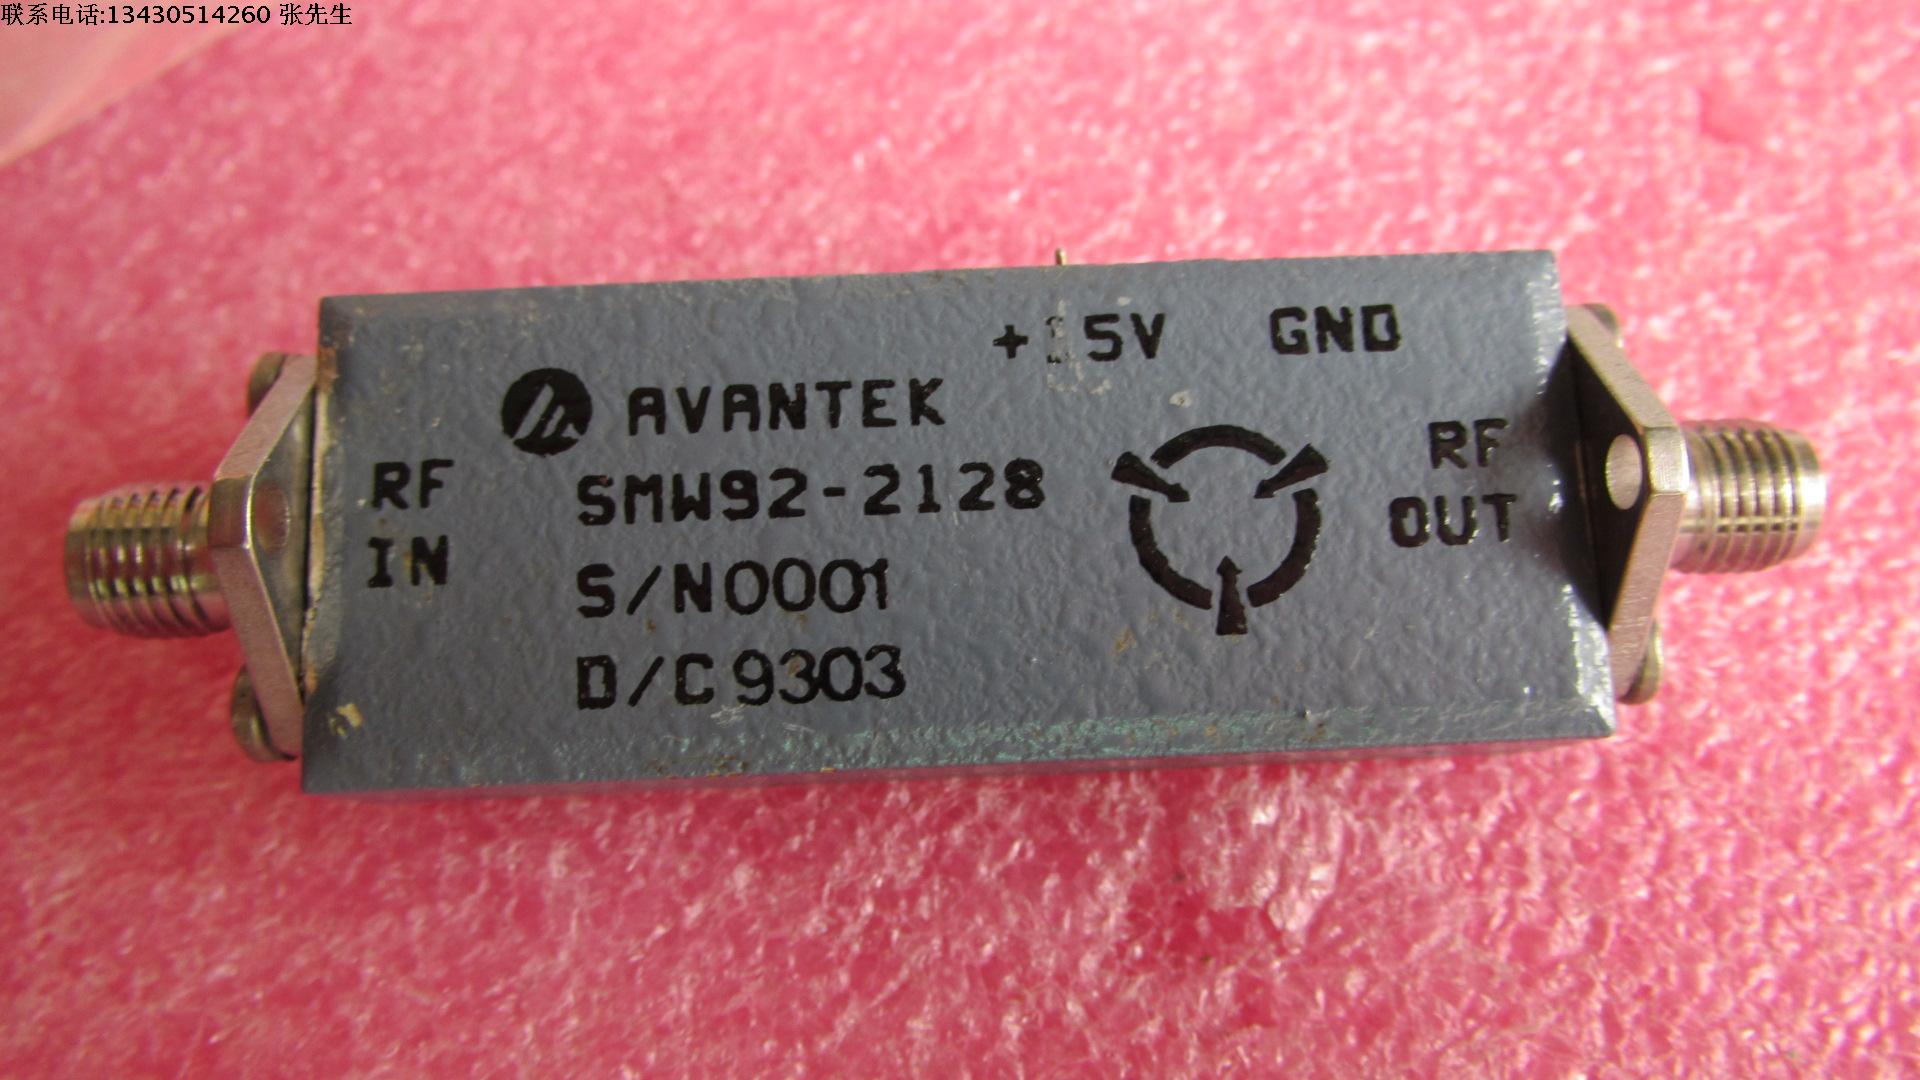 联系电话:13430514260 张先生
+15V GND
AVANTEK
RF IN
SMW92-2128
RF OUT
S/N0001
D/C9303